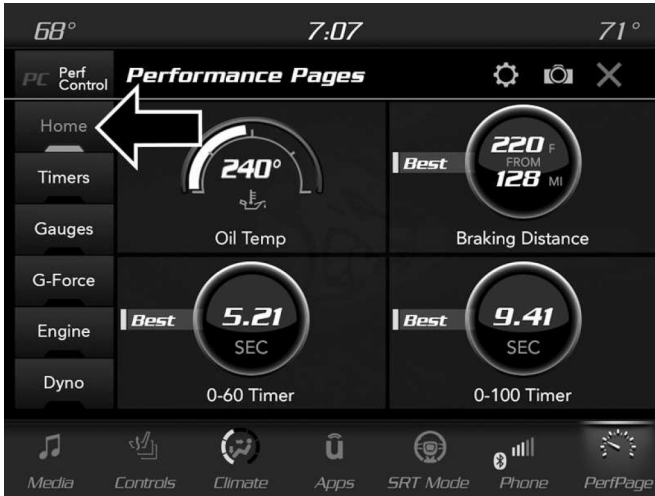 68° 7:07 71°
PC Perf Control
Performance Pages
Home
Timers
Gauges
G-Force
Engine
Dyno
240°
Oil Temp
Best
220 F
FROM
128 MI
Braking Distance
Best
5.21
SEC
0-60 Timer
Best
9.41
SEC
0-100 Timer
Media Controls Climate Apps SRT Mode Phone PerfPage